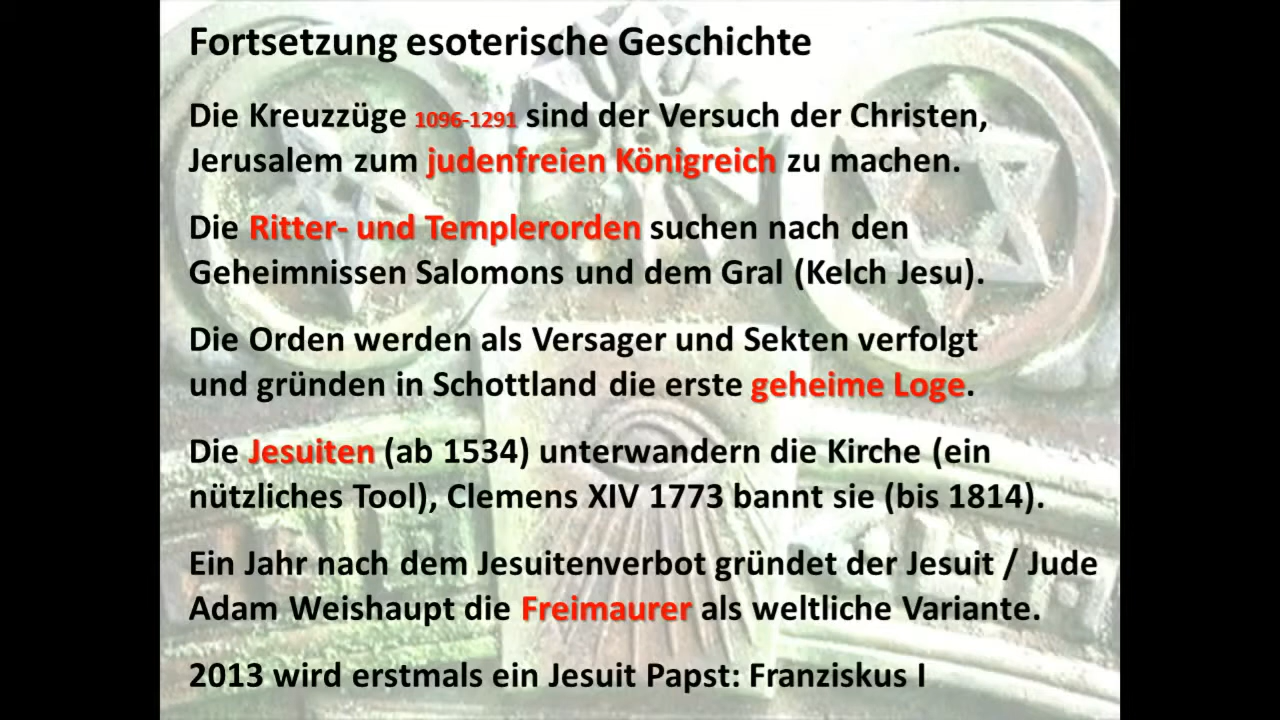 Fortsetzung esoterische Geschichte
Die Kreuzzüge 1096-1291 sind der Versuch der Christen,
Jerusalem zum judenfreien Königreich zu machen.
Die Ritter- und Templerorden suchen nach den
Geheimnissen Salomons und dem Gral (Kelch Jesu).
Die Orden werden als Versager und Sekten verfolgt
und gründen in Schottland die erste geheime Loge.
Die Jesuiten (ab 1534) unterwandern die Kirche (ein
nützliches Tool), Clemens XIV 1773 bannt sie (bis 1814).
Ein Jahr nach dem Jesuitenverbot gründet der Jesuit / Jude
Adam Weishaupt die Freimaurer als weltliche Variante.
2013 wird erstmals ein Jesuit Papst: Franziskus I